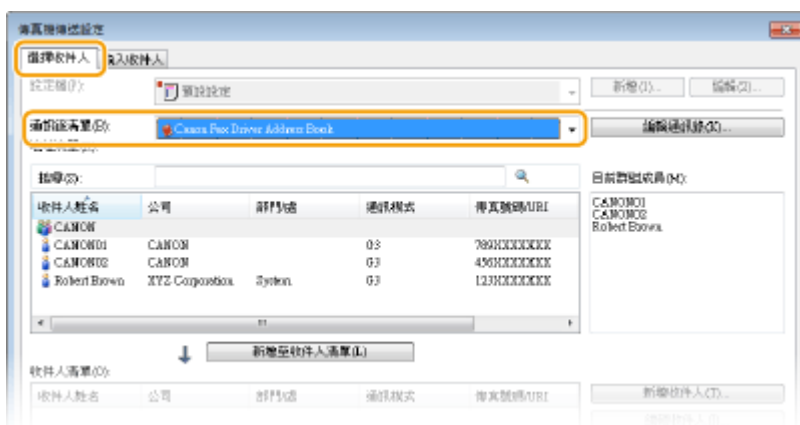 傳真機傳送設定
選擇收件人 輸入收件人
設定檔(F): 預設設定 新增(1)... 編輯(2)...
通訊錄清單(B): Canon Fax Driver Address Book 編輯通訊錄(X)...
搜尋(S): 目前群組成員(M):
收件人姓名 公司 部門/處 通訊模式 傳真號碼/URI
CANON
CANON01 CANON G3 789XXXXXXX
CANON02 CANON G3 456XXXXXXX
Robert Brown XYZ Corporation System G3 123XXXXXXX
CANON01
CANON02
Robert Brown
新增至收件人清單(L)
收件人清單(O):
收件人姓名 公司 部門/處 通訊模式 傳真號碼/URI 新增收件人(T)...